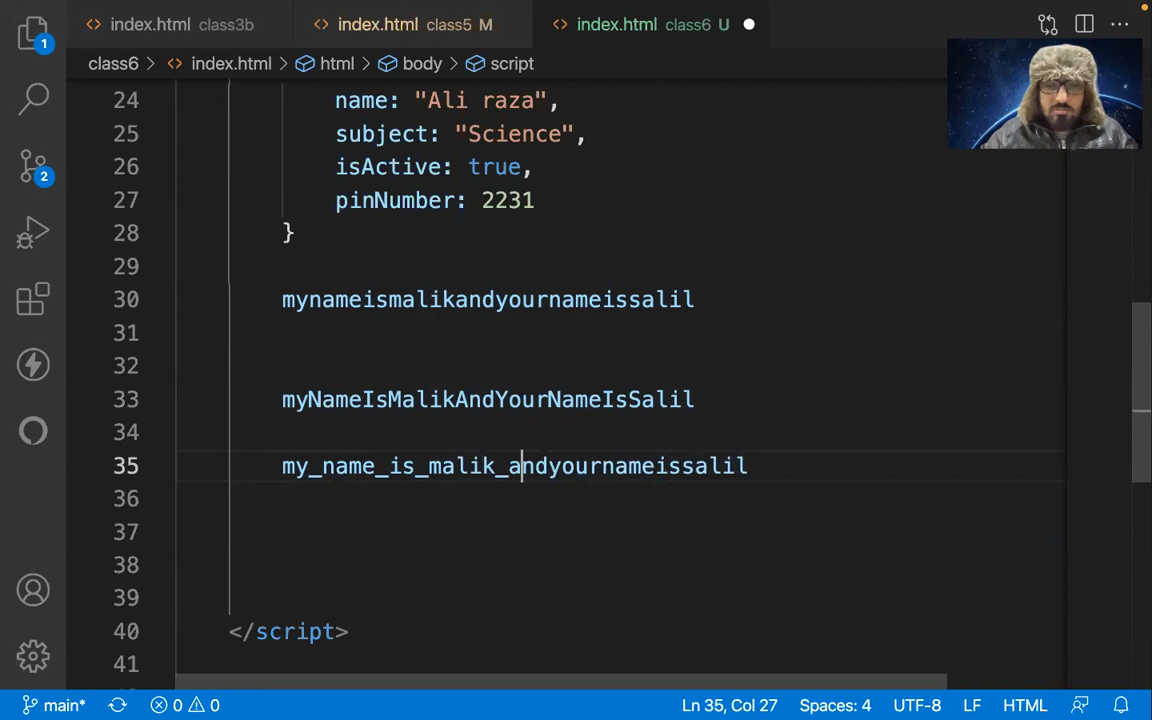 index.html class3b
index.html class5 M
index.html class6 U
1
class6 index.html html body script
24 name: "Ali raza",
25 subject: "Science",
26 isActive: true,
2
27 pinNumber: 2231
28 }
29
30 mynameismalikandyournameissalil
31
32
33 myNameIsMalikAndYourNameIsSalil
34
35 my_name_is_malik_andyournameissalil
36
37
38
39
40 </script>
41
main* 0 0 Ln 35, Col 27 Spaces: 4 UTF-8 LF HTML